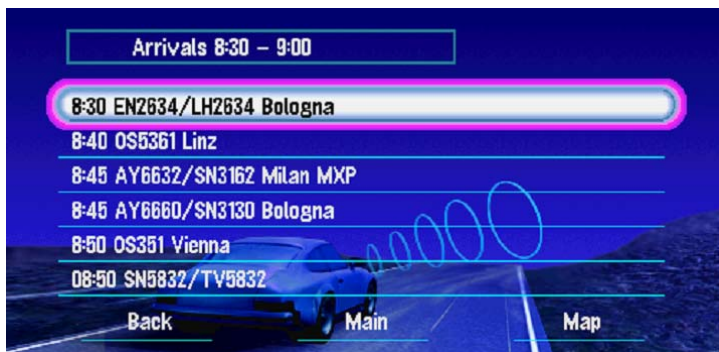 Arrivals 8:30 – 9:00
8:30 EN2634/LH2634 Bologna
8:40 OS5361 Linz
8:45 AY6632/SN3162 Milan MXP
8:45 AY6660/SN3130 Bologna
8:50 OS351 Vienna
08:50 SN5832/TV5832
Back Main Map